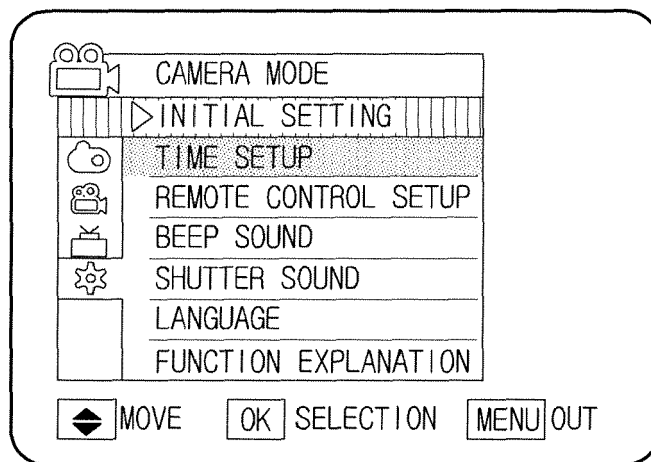 CAMERA MODE
INITIAL SETTING
TIME SETUP
REMOTE CONTROL SETUP
BEEP SOUND
SHUTTER SOUND
LANGUAGE
FUNCTION EXPLANATION
MOVE OK SELECTION MENU OUT